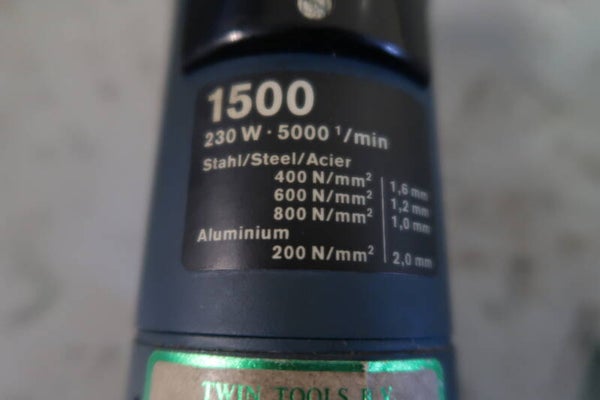 1500
230 W · 5000 ¹/min
Stahl/Steel/Acier
400 N/mm² 1,6 mm
600 N/mm² 1,2 mm
800 N/mm² 1,0 mm
Aluminium
200 N/mm² 2,0 mm
TWIN TOOLS B.V.